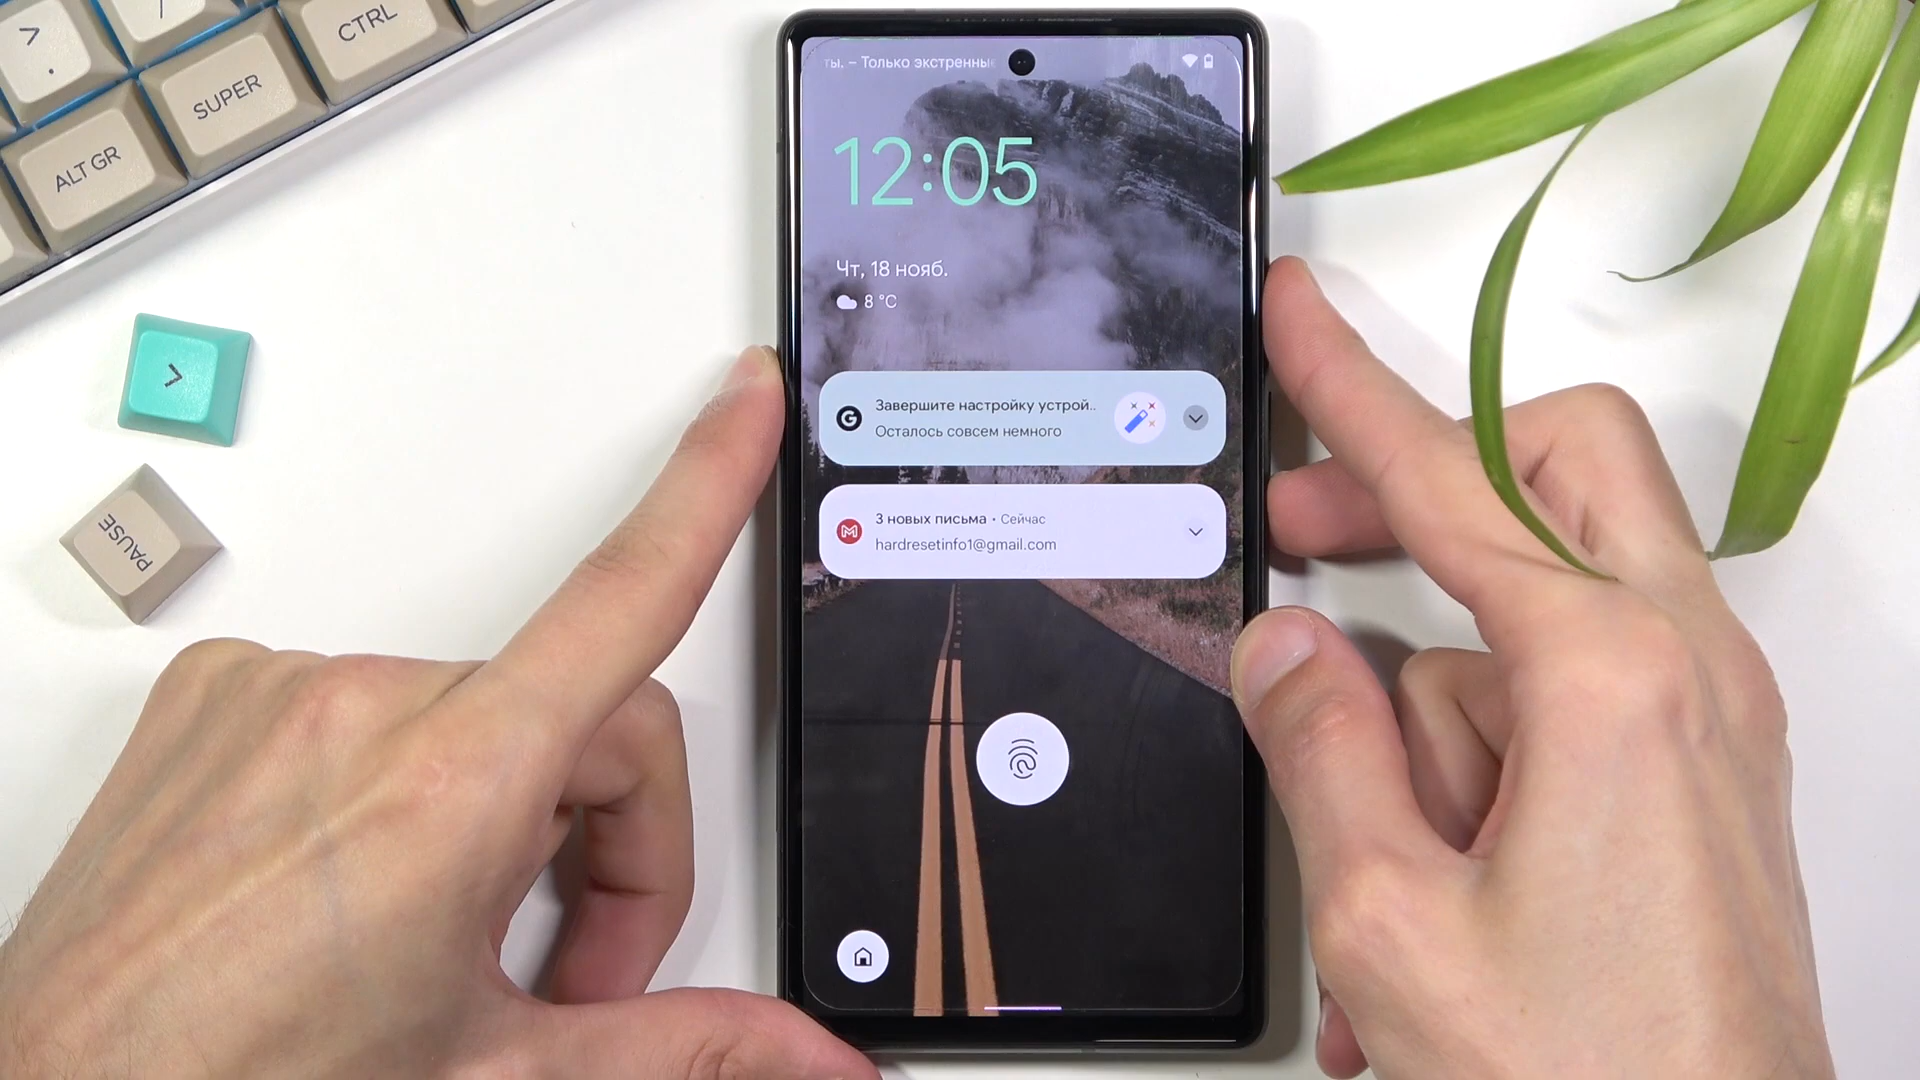 CTRL
SUPER
ALT GR
PAUSE
ты. – Только экстренные
12:05
Чт, 18 нояб.
8 °C
Завершите настройку устрой..
Осталось совсем немного
3 новых письма • Сейчас
hardresetinfo1@gmail.com